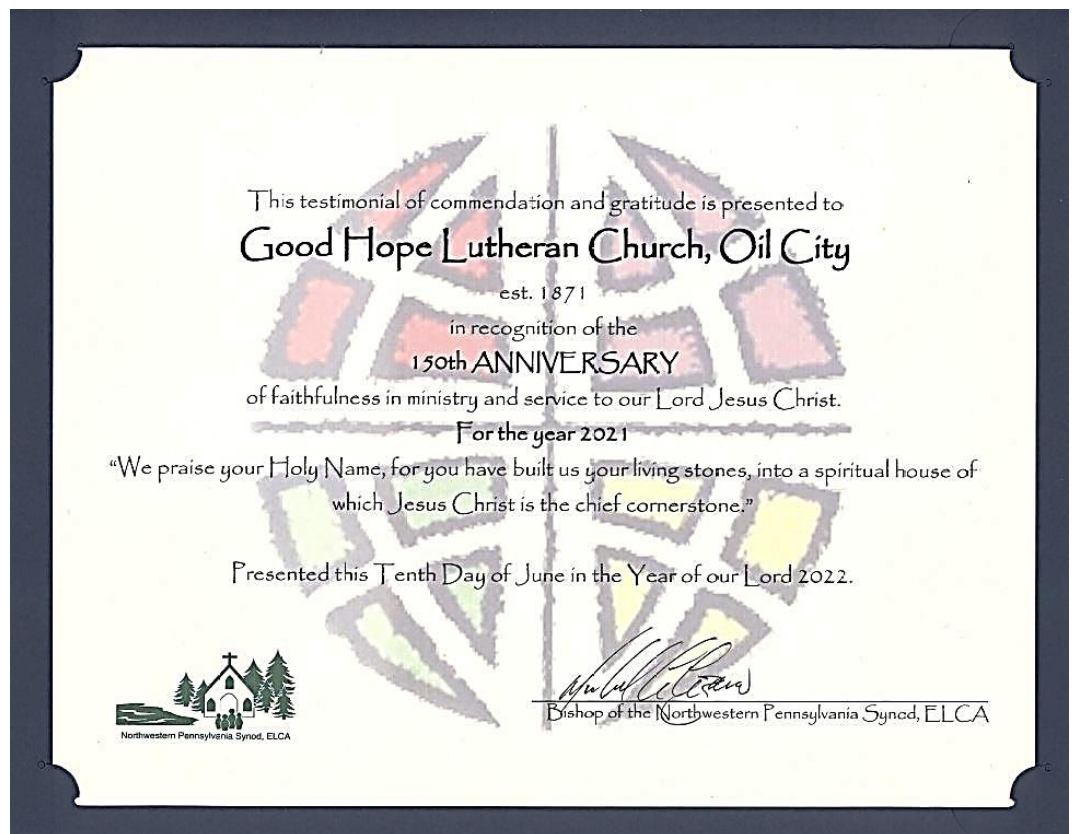 This testimonial of commendation and gratitude is presented to
Good Hope Lutheran Church, Oil City
est. 1871
in recognition of the
150th ANNIVERSARY
of faithfulness in ministry and service to our Lord Jesus Christ.
For the year 2021
"We praise your Holy Name, for you have built us your living stones, into a spiritual house of
which Jesus Christ is the chief cornerstone."
Presented this Tenth Day of June in the Year of our Lord 2022.
Bishop of the Northwestern Pennsylvania Synod, ELCA
Northwestern Pennsylvania Synod, ELCA